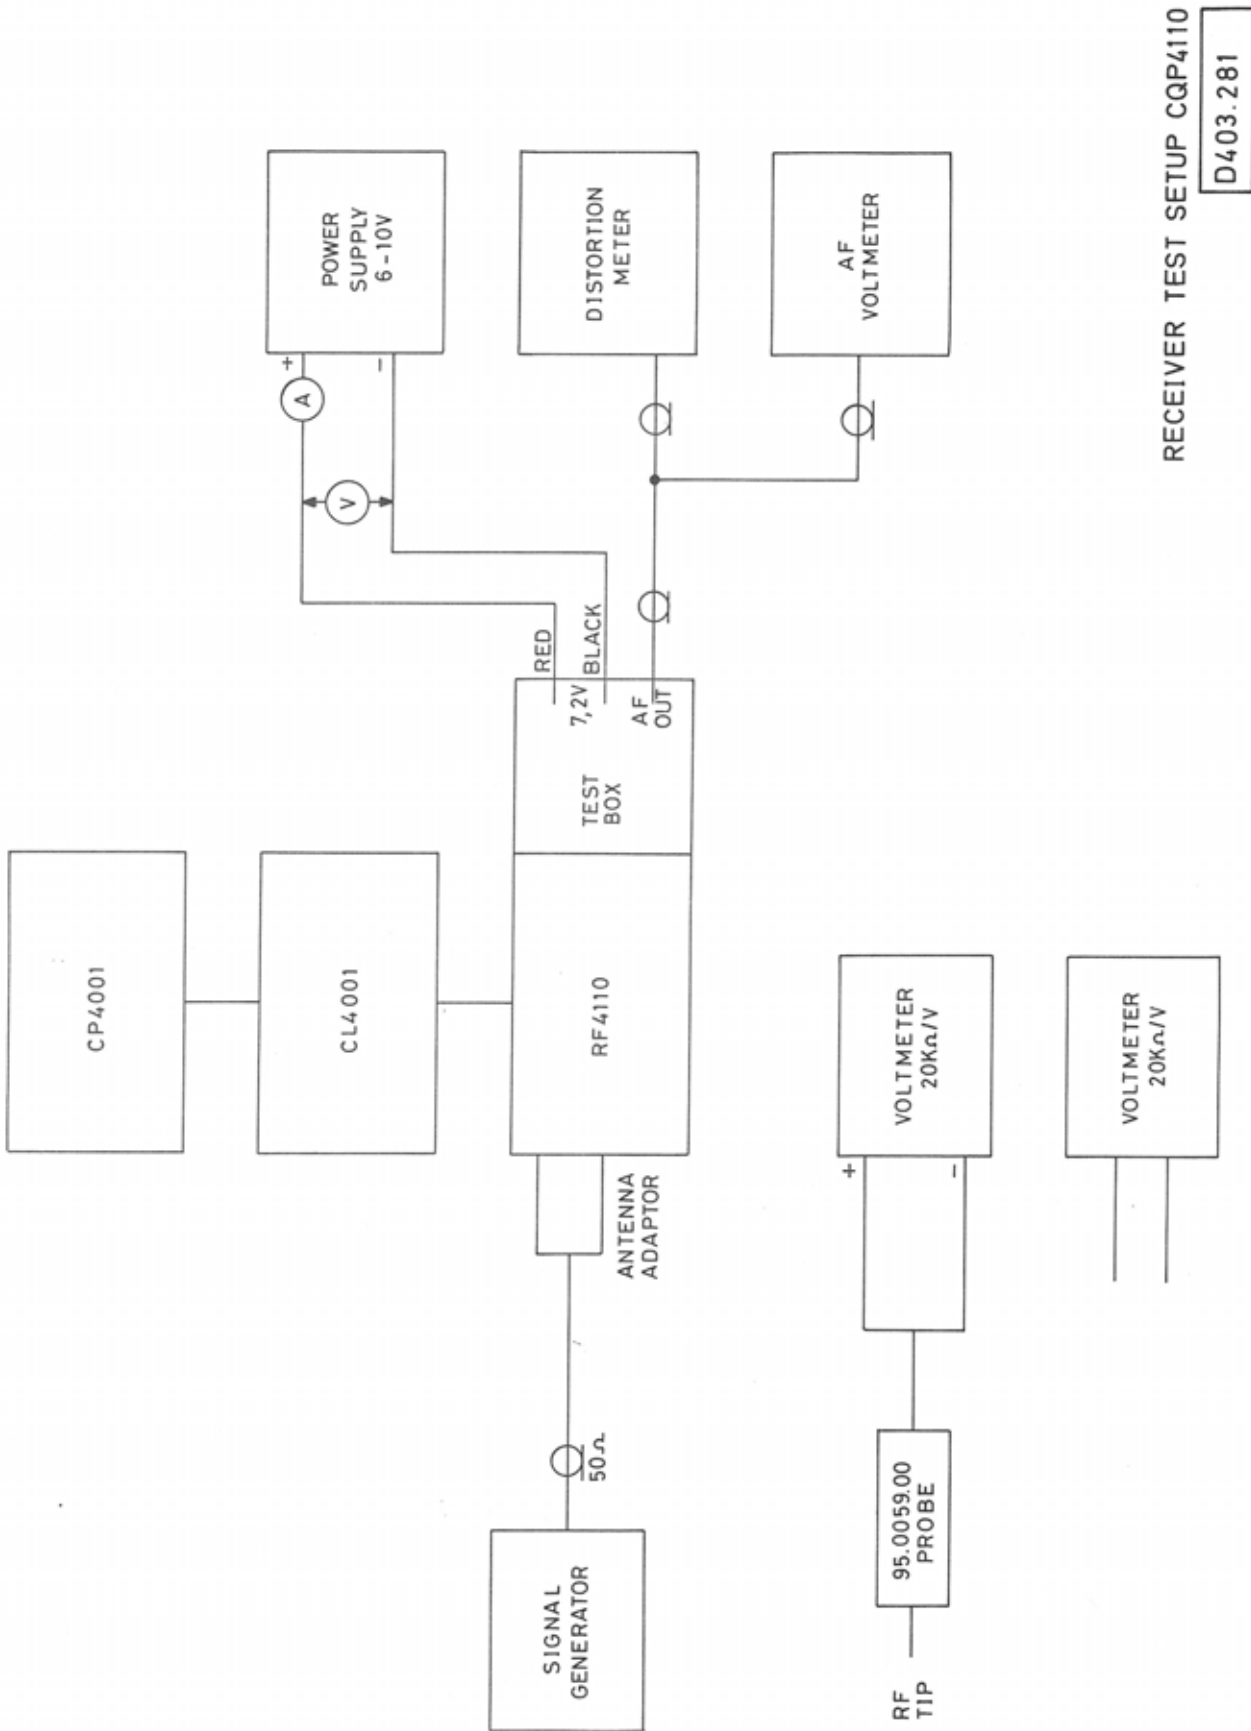 CP4001
CL4001
RF4110
TEST
BOX
7,2V
AF
OUT
RED
BLACK
+
-
A
V
POWER
SUPPLY
6-10V
DISTORTION
METER
AF
VOLTMETER
ANTENNA
ADAPTOR
50Ω
SIGNAL
GENERATOR
RF
TIP
95.0059.00
PROBE
+
-
VOLTMETER
20KΩ/V
VOLTMETER
20KΩ/V
RECEIVER TEST SETUP CQP4110
D403.281